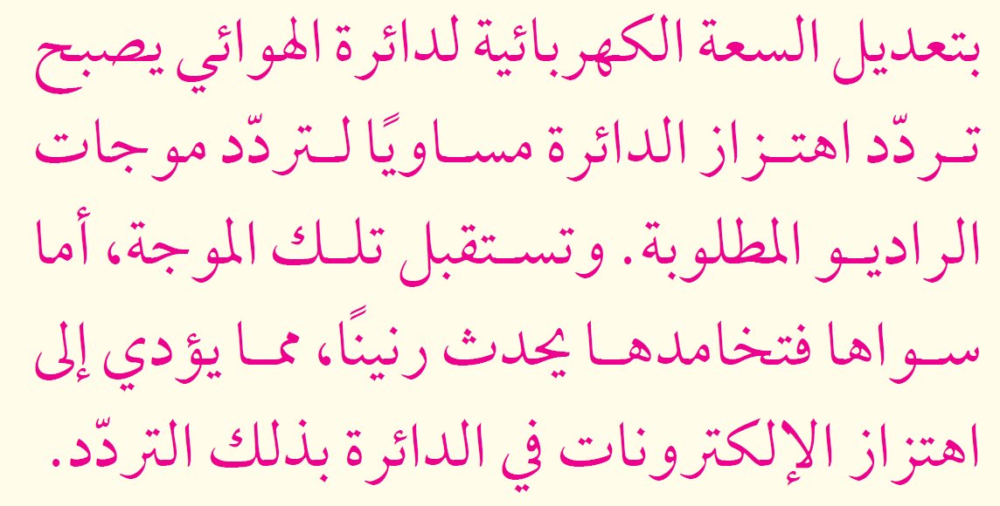 بتعديل السعة الكهربائية لدائرة الهوائي يصبح
تردّد اهتزاز الدائرة مساويًا لتردّد موجات
الراديو المطلوبة. وتستقبل تلك الموجة، أما
سواها فتخامدها يحدث رنينًا، مما يؤدي إلى
اهتزاز الإلكترونات في الدائرة بذلك التردّد.